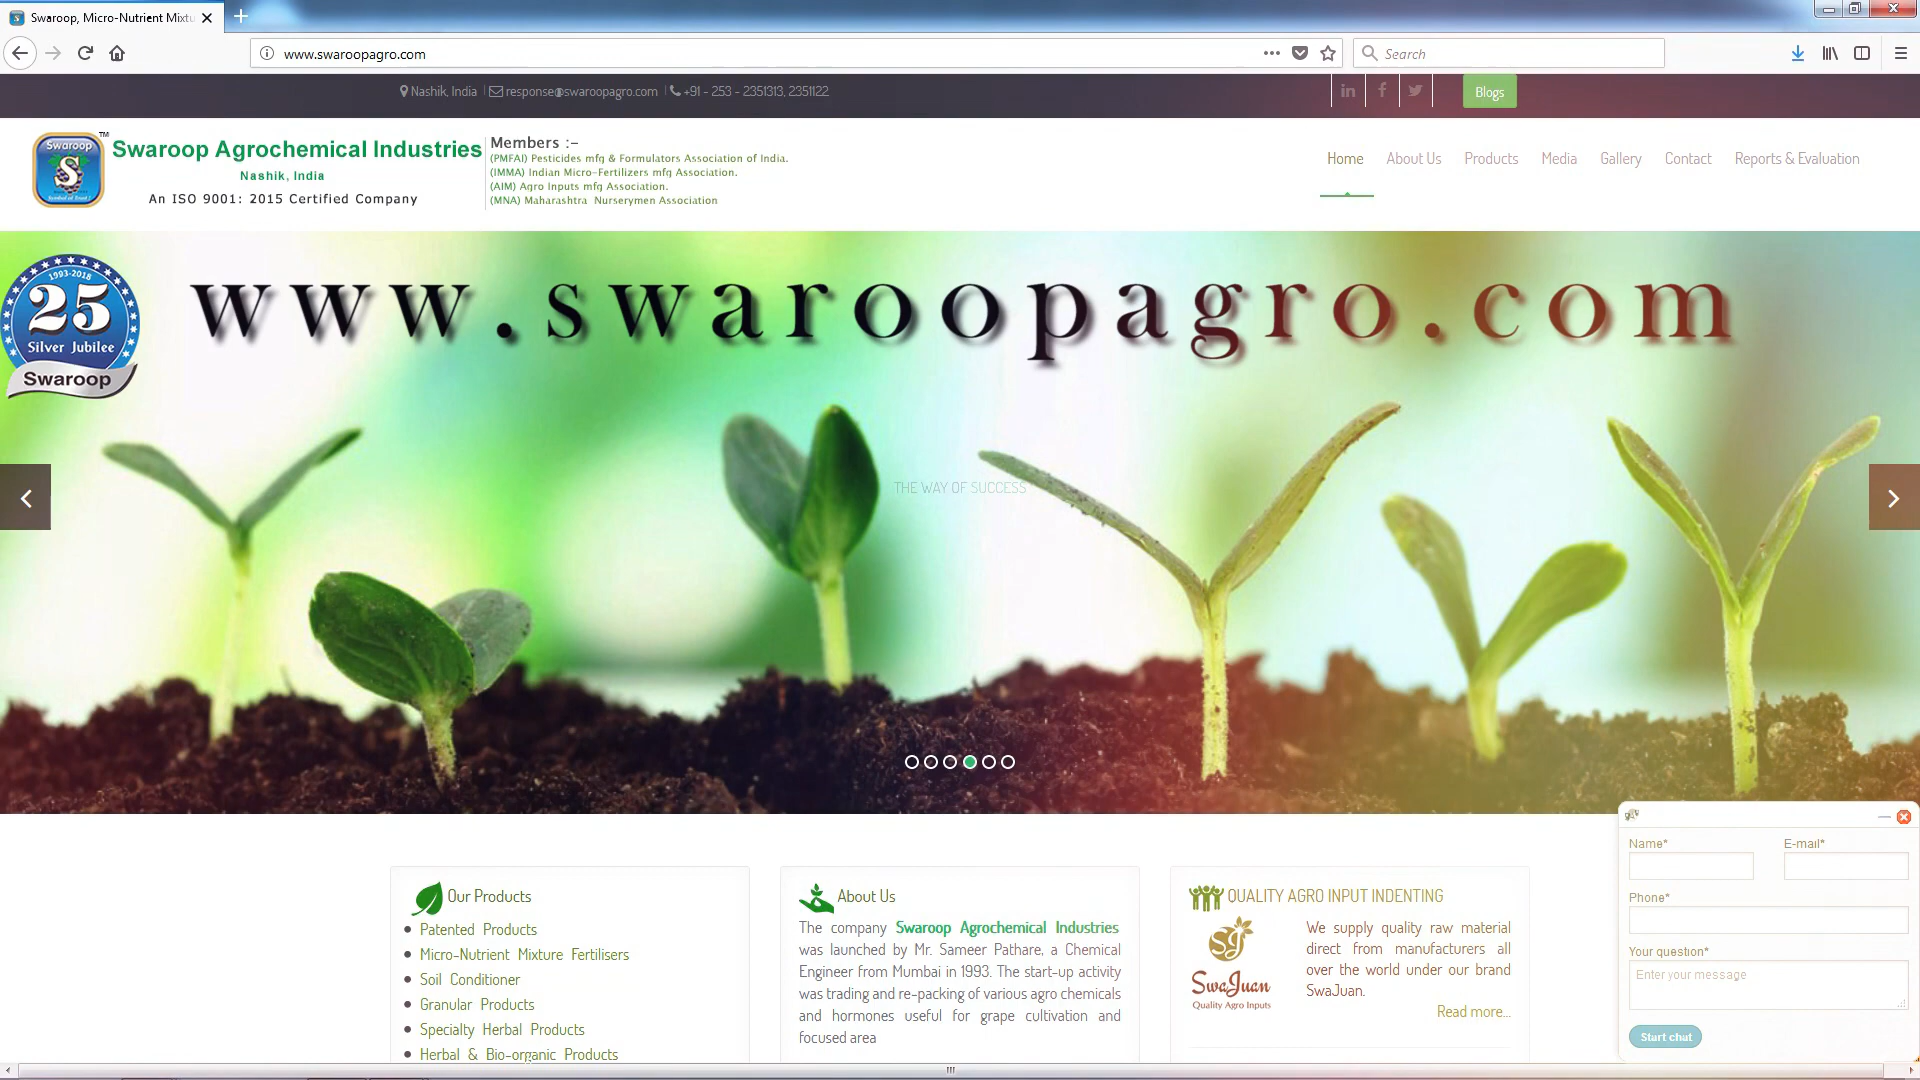 Swaroop, Micro-Nutrient Mixtu
www.swaroopagro.com
Search
Nashik, India
response@swaroopagro.com
+91 - 253 - 2351313, 2351122
Blogs
Swaroop
S
TM
Swaroop Agrochemical Industries
Nashik, India
An ISO 9001: 2015 Certified Company
Members :-
(PMFAI) Pesticides mfg & Formulators Association of India.
(IMMA) Indian Micro-Fertilizers mfg Association.
(AIM) Agro Inputs mfg Association.
(MNA) Maharashtra Nurserymen Association
Home
About Us
Products
Media
Gallery
Contact
Reports & Evaluation
1993-2018
25
Silver Jubilee
Swaroop
www.swaroopagro.com
THE WAY OF SUCCESS
Our Products
Patented Products
Micro-Nutrient Mixture Fertilisers
Soil Conditioner
Granular Products
Specialty Herbal Products
Herbal & Bio-organic Products
About Us
The company Swaroop Agrochemical Industries
was launched by Mr. Sameer Pathare, a Chemical
Engineer from Mumbai in 1993. The start-up activity
was trading and re-packing of various agro chemicals
and hormones useful for grape cultivation and
focused area
QUALITY AGRO INPUT INDENTING
SwaJuan
Quality Agro Inputs
We supply quality raw material
direct from manufacturers all
over the world under our brand
SwaJuan.
Read more...
Name*
E-mail*
Phone*
Your question*
Enter your message
Start chat